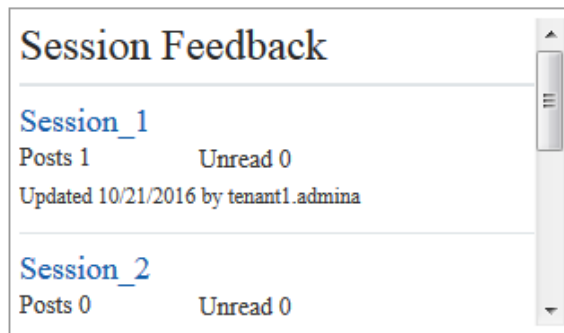 Session Feedback
Session_1
Posts 1 Unread 0
Updated 10/21/2016 by tenant1.admina
Session_2
Posts 0 Unread 0